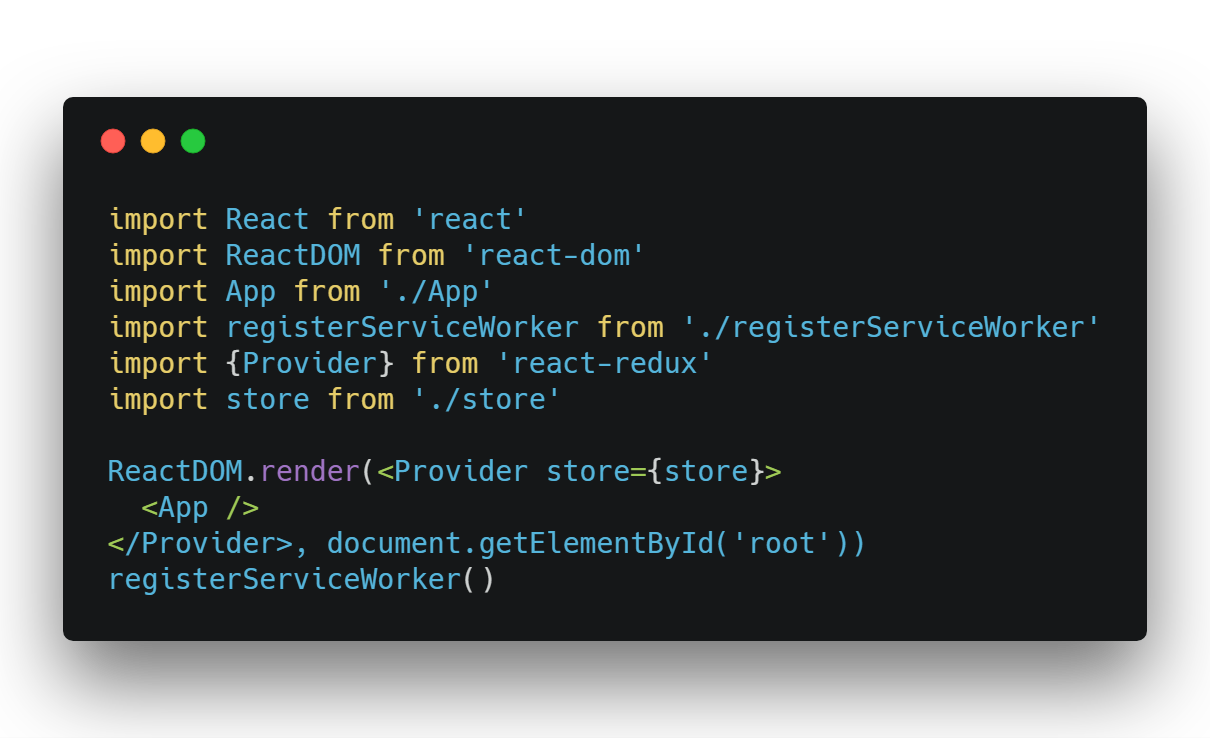 import React from 'react'
import ReactDOM from 'react-dom'
import App from './App'
import registerServiceWorker from './registerServiceWorker'
import {Provider} from 'react-redux'
import store from './store'

ReactDOM.render(<Provider store={store}>
  <App />
</Provider>, document.getElementById('root'))
registerServiceWorker()